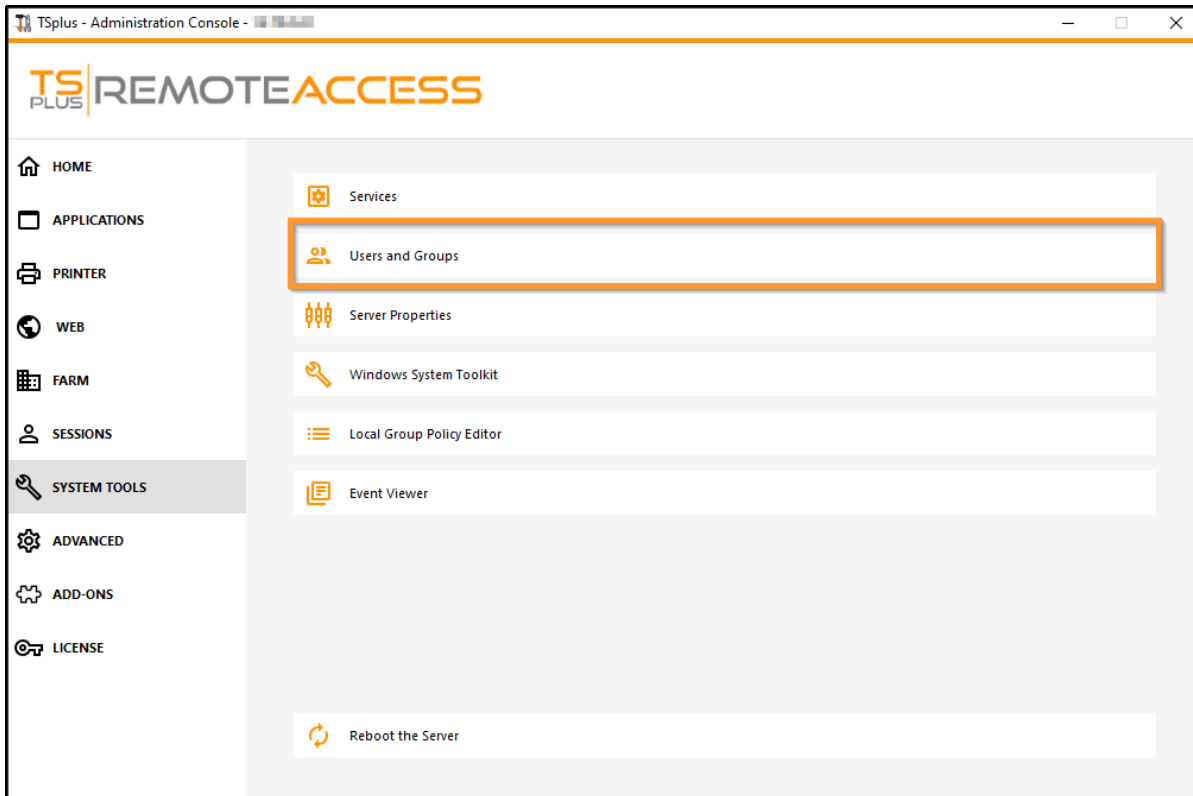 TSplus - Administration Console -
TS PLUS REMOTEACCESS
HOME
APPLICATIONS
PRINTER
WEB
FARM
SESSIONS
SYSTEM TOOLS
ADVANCED
ADD-ONS
LICENSE
Services
Users and Groups
Server Properties
Windows System Toolkit
Local Group Policy Editor
Event Viewer
Reboot the Server